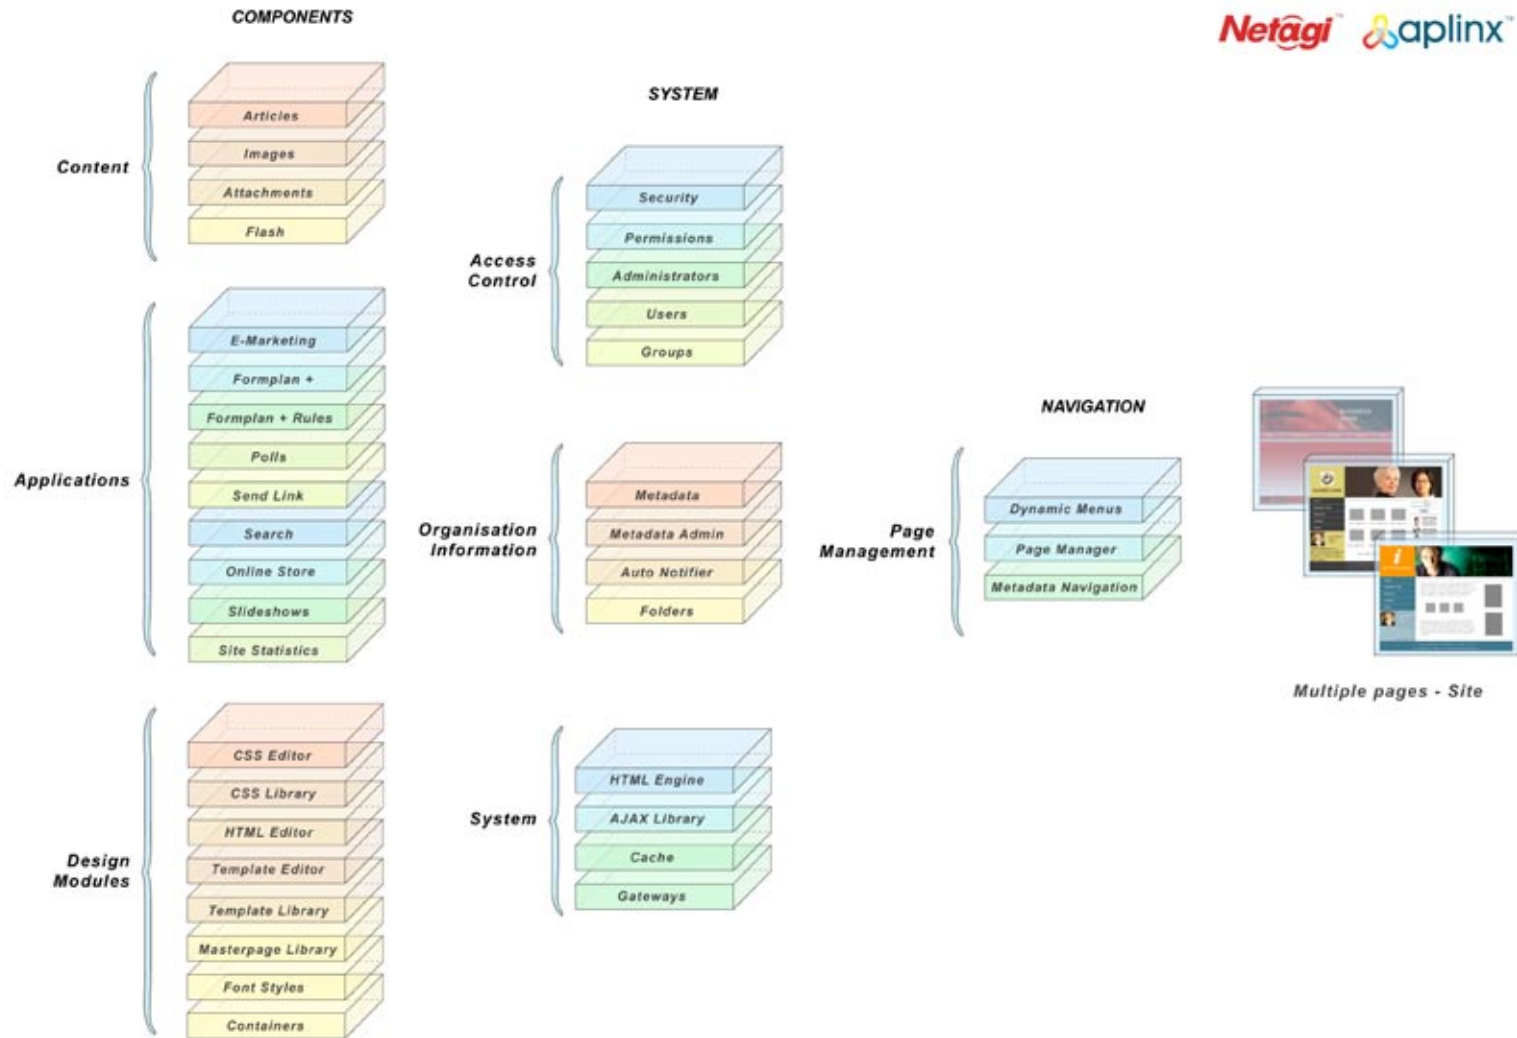 COMPONENTS
Netagi™
aplinx™
Content
Articles
Images
Attachments
Flash
Applications
E-Marketing
Formplan +
Formplan + Rules
Polls
Send Link
Search
Online Store
Slideshows
Site Statistics
Design
Modules
CSS Editor
CSS Library
HTML Editor
Template Editor
Template Library
Masterpage Library
Font Styles
Containers
SYSTEM
Access
Control
Security
Permissions
Administrators
Users
Groups
Organisation
Information
Metadata
Metadata Admin
Auto Notifier
Folders
System
HTML Engine
AJAX Library
Cache
Gateways
NAVIGATION
Page
Management
Dynamic Menus
Page Manager
Metadata Navigation
Multiple pages - Site